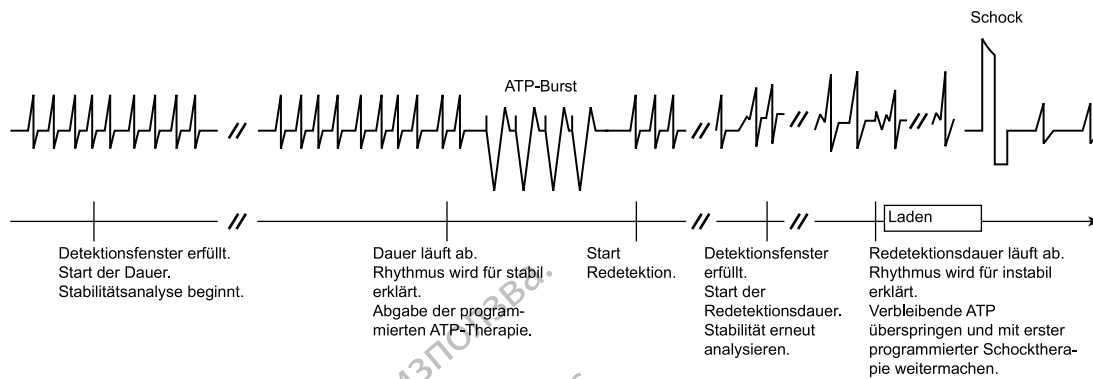 Schock
ATP-Burst
Laden
Detektionsfenster erfüllt.
Start der Dauer.
Stabilitätsanalyse beginnt.
Dauer läuft ab.
Rhythmus wird für stabil
erklärt.
Abgabe der program-
mierten ATP-Therapie.
Start
Redetektion.
Detektionsfenster
erfüllt.
Start der
Redetektionsdauer.
Stabilität erneut
analysieren.
Redetektionsdauer läuft ab.
Rhythmus wird für instabil
erklärt.
Verbleibende ATP
überspringen und mit erster
programmierter Schockthera-
pie weitermachen.